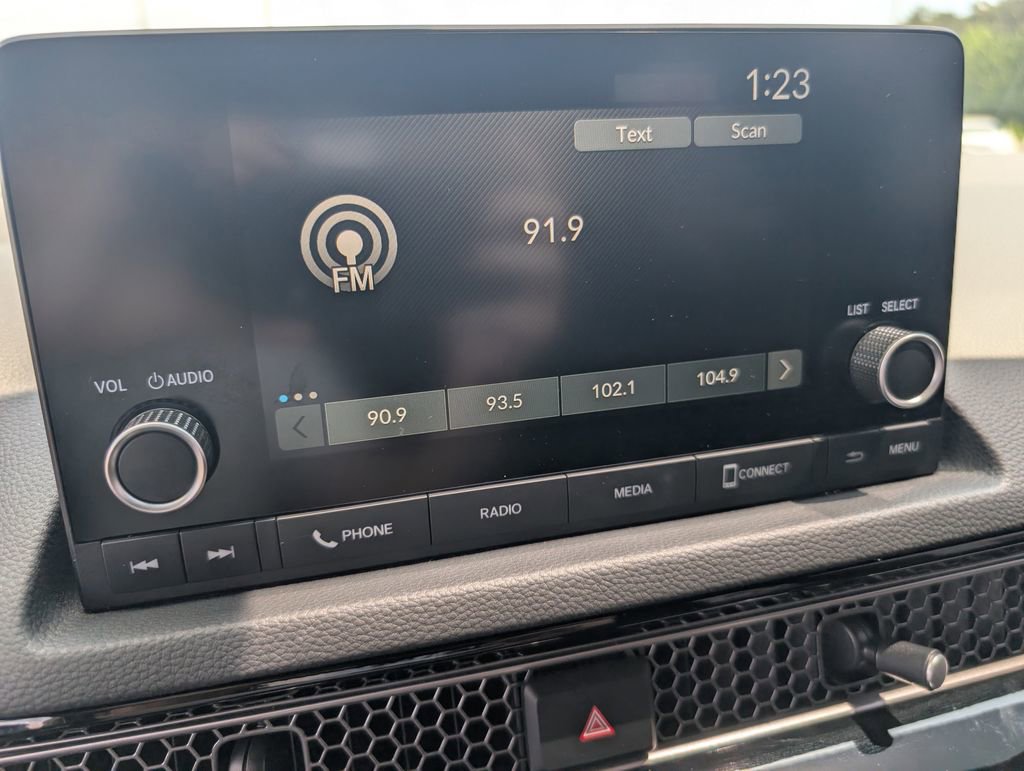 1:23
Text Scan
91.9
FM
LIST SELECT
VOL AUDIO
90.9 93.5 102.1 104.9
PHONE RADIO MEDIA CONNECT MENU